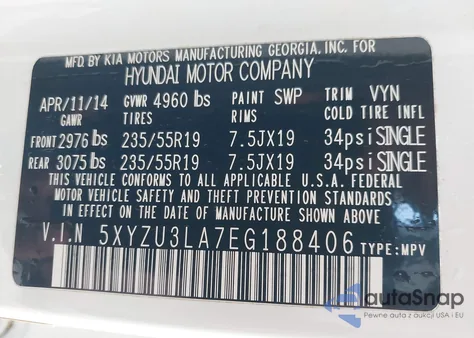 MFD. BY KIA MOTORS MANUFACTURING GEORGIA, INC. FOR
HYUNDAI MOTOR COMPANY
APR/11/14 GVWR 4960 lbs PAINT SWP TRIM VYN
GAWR TIRES RIMS COLD TIRE INFL
FRONT 2976 lbs 235/55R19 7.5JX19 34psi SINGLE
REAR 3075 lbs 235/55R19 7.5JX19 34psi SINGLE
THIS VEHICLE CONFORMS TO ALL APPLICABLE U.S.A. FEDERAL
MOTOR VEHICLE SAFETY AND THEFT PREVENTION STANDARDS
IN EFFECT ON THE DATE OF MANUFACTURE SHOWN ABOVE.
V.I.N 5XYZU3LA7EG188406 TYPE: MPV
autaSnap
Pewne auta z aukcji USA i EU